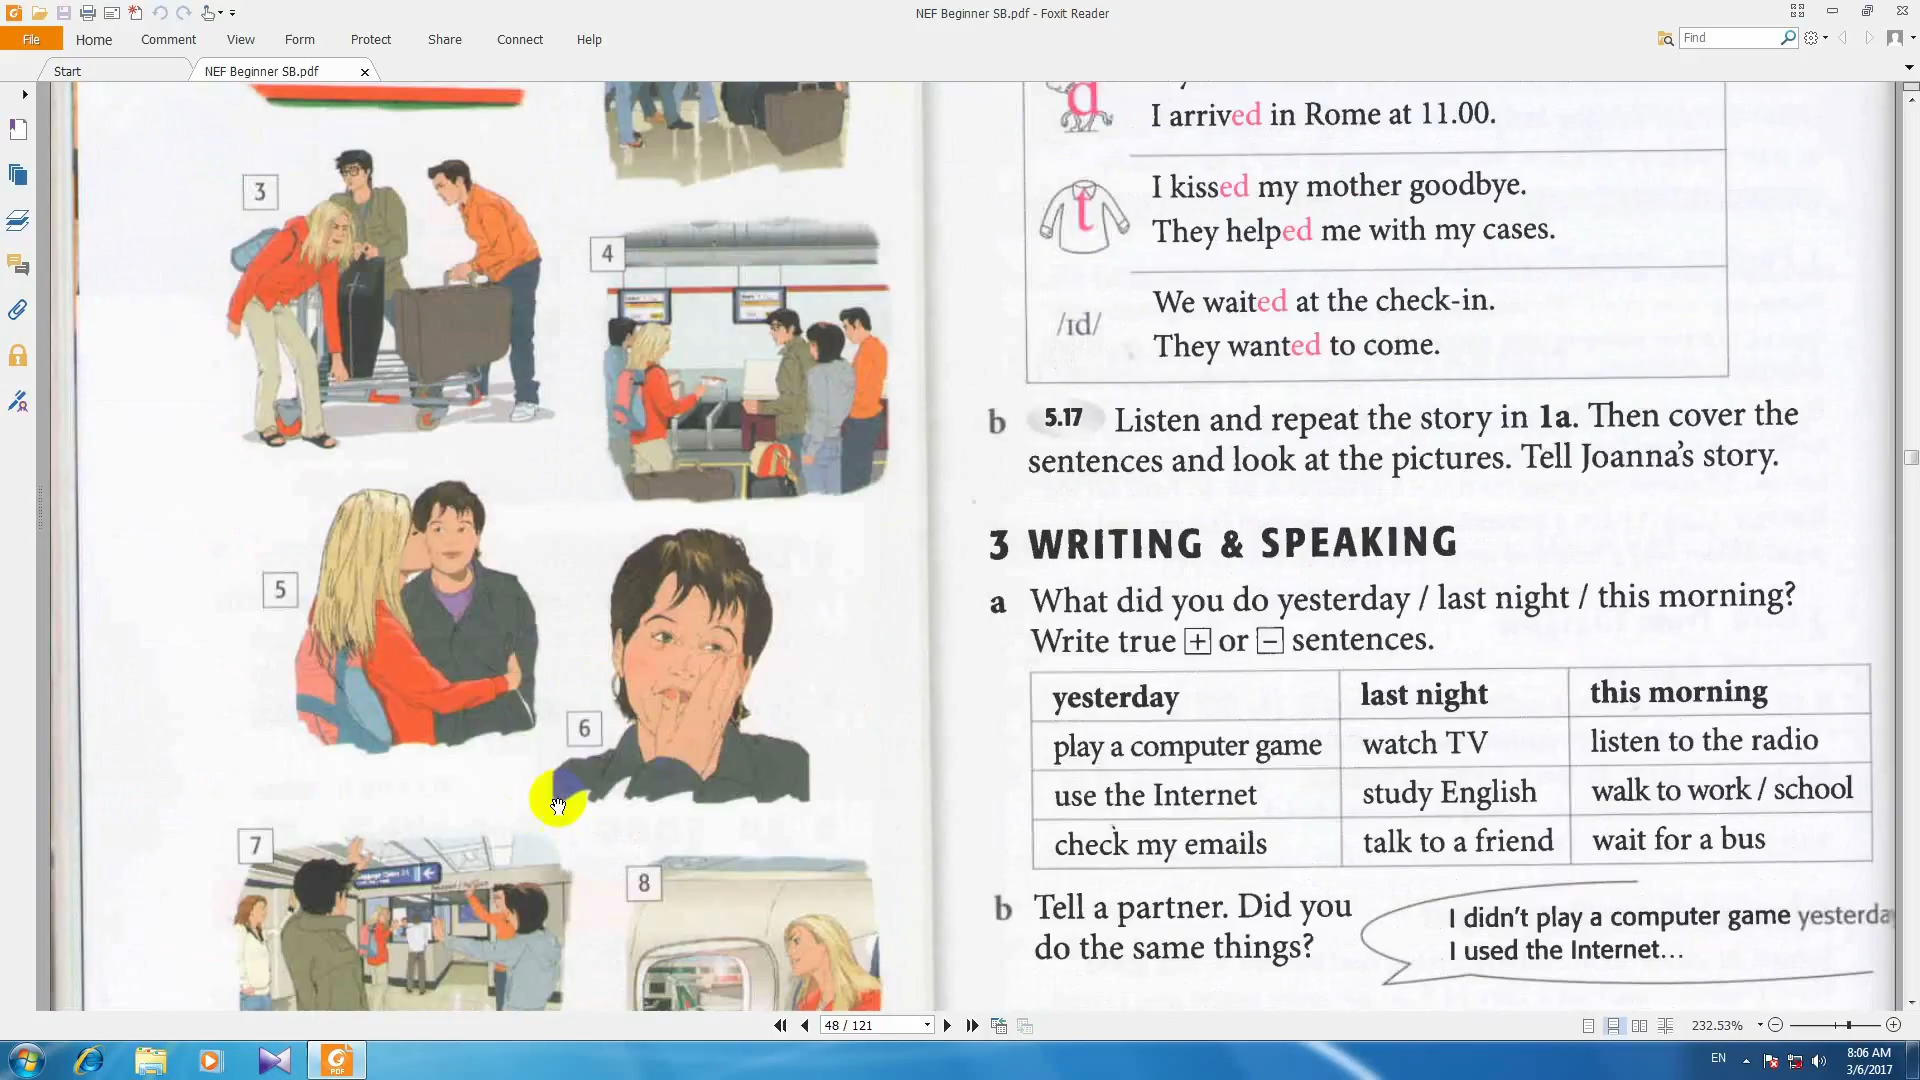 NEF Beginner SB.pdf - Foxit Reader
File Home Comment View Form Protect Share Connect Help
Find
Start
NEF Beginner SB.pdf
3
4
5
6
7
8
d
I arrived in Rome at 11.00.
t
I kissed my mother goodbye.
They helped me with my cases.
/ɪd/
We waited at the check-in.
They wanted to come.
b 5.17 Listen and repeat the story in 1a. Then cover the
sentences and look at the pictures. Tell Joanna's story.
3 WRITING & SPEAKING
a What did you do yesterday / last night / this morning?
Write true + or – sentences.
yesterday last night this morning
play a computer game watch TV listen to the radio
use the Internet study English walk to work / school
check my emails talk to a friend wait for a bus
b Tell a partner. Did you
do the same things?
I didn't play a computer game
I used the Internet...
48 / 121
232.53%
PDF
EN
8:06 AM
3/6/2017